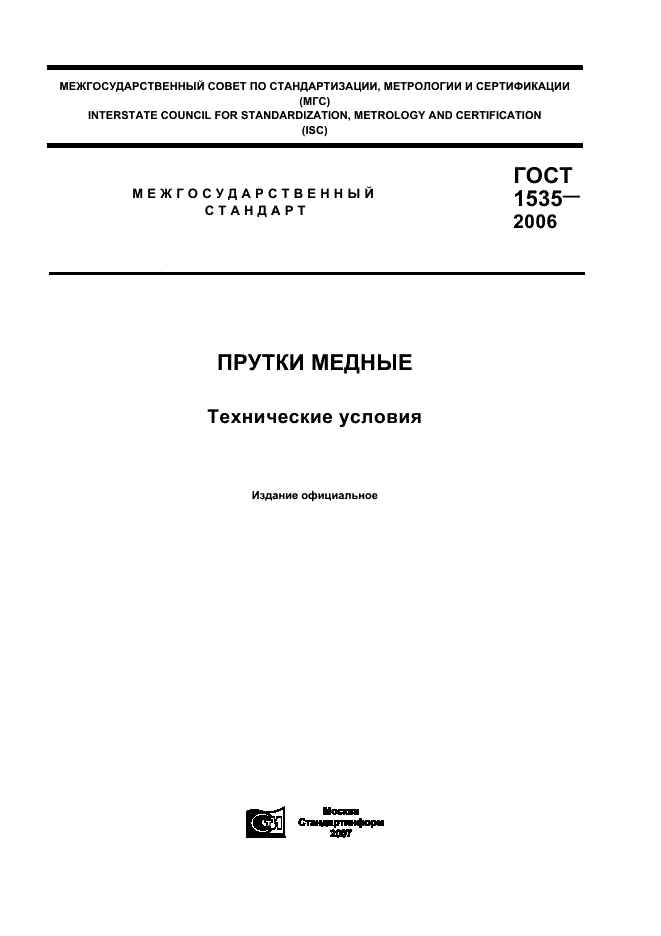 МЕЖГОСУДАРСТВЕННЫЙ СОВЕТ ПО СТАНДАРТИЗАЦИИ, МЕТРОЛОГИИ И СЕРТИФИКАЦИИ
(МГС)
INTERSTATE COUNCIL FOR STANDARDIZATION, METROLOGY AND CERTIFICATION
(ISC)
МЕЖГОСУДАРСТВЕННЫЙ
СТАНДАРТ
ГОСТ
1535—
2006
ПРУТКИ МЕДНЫЕ
Технические условия
Издание официальное
Москва
Стандартинформ
2007